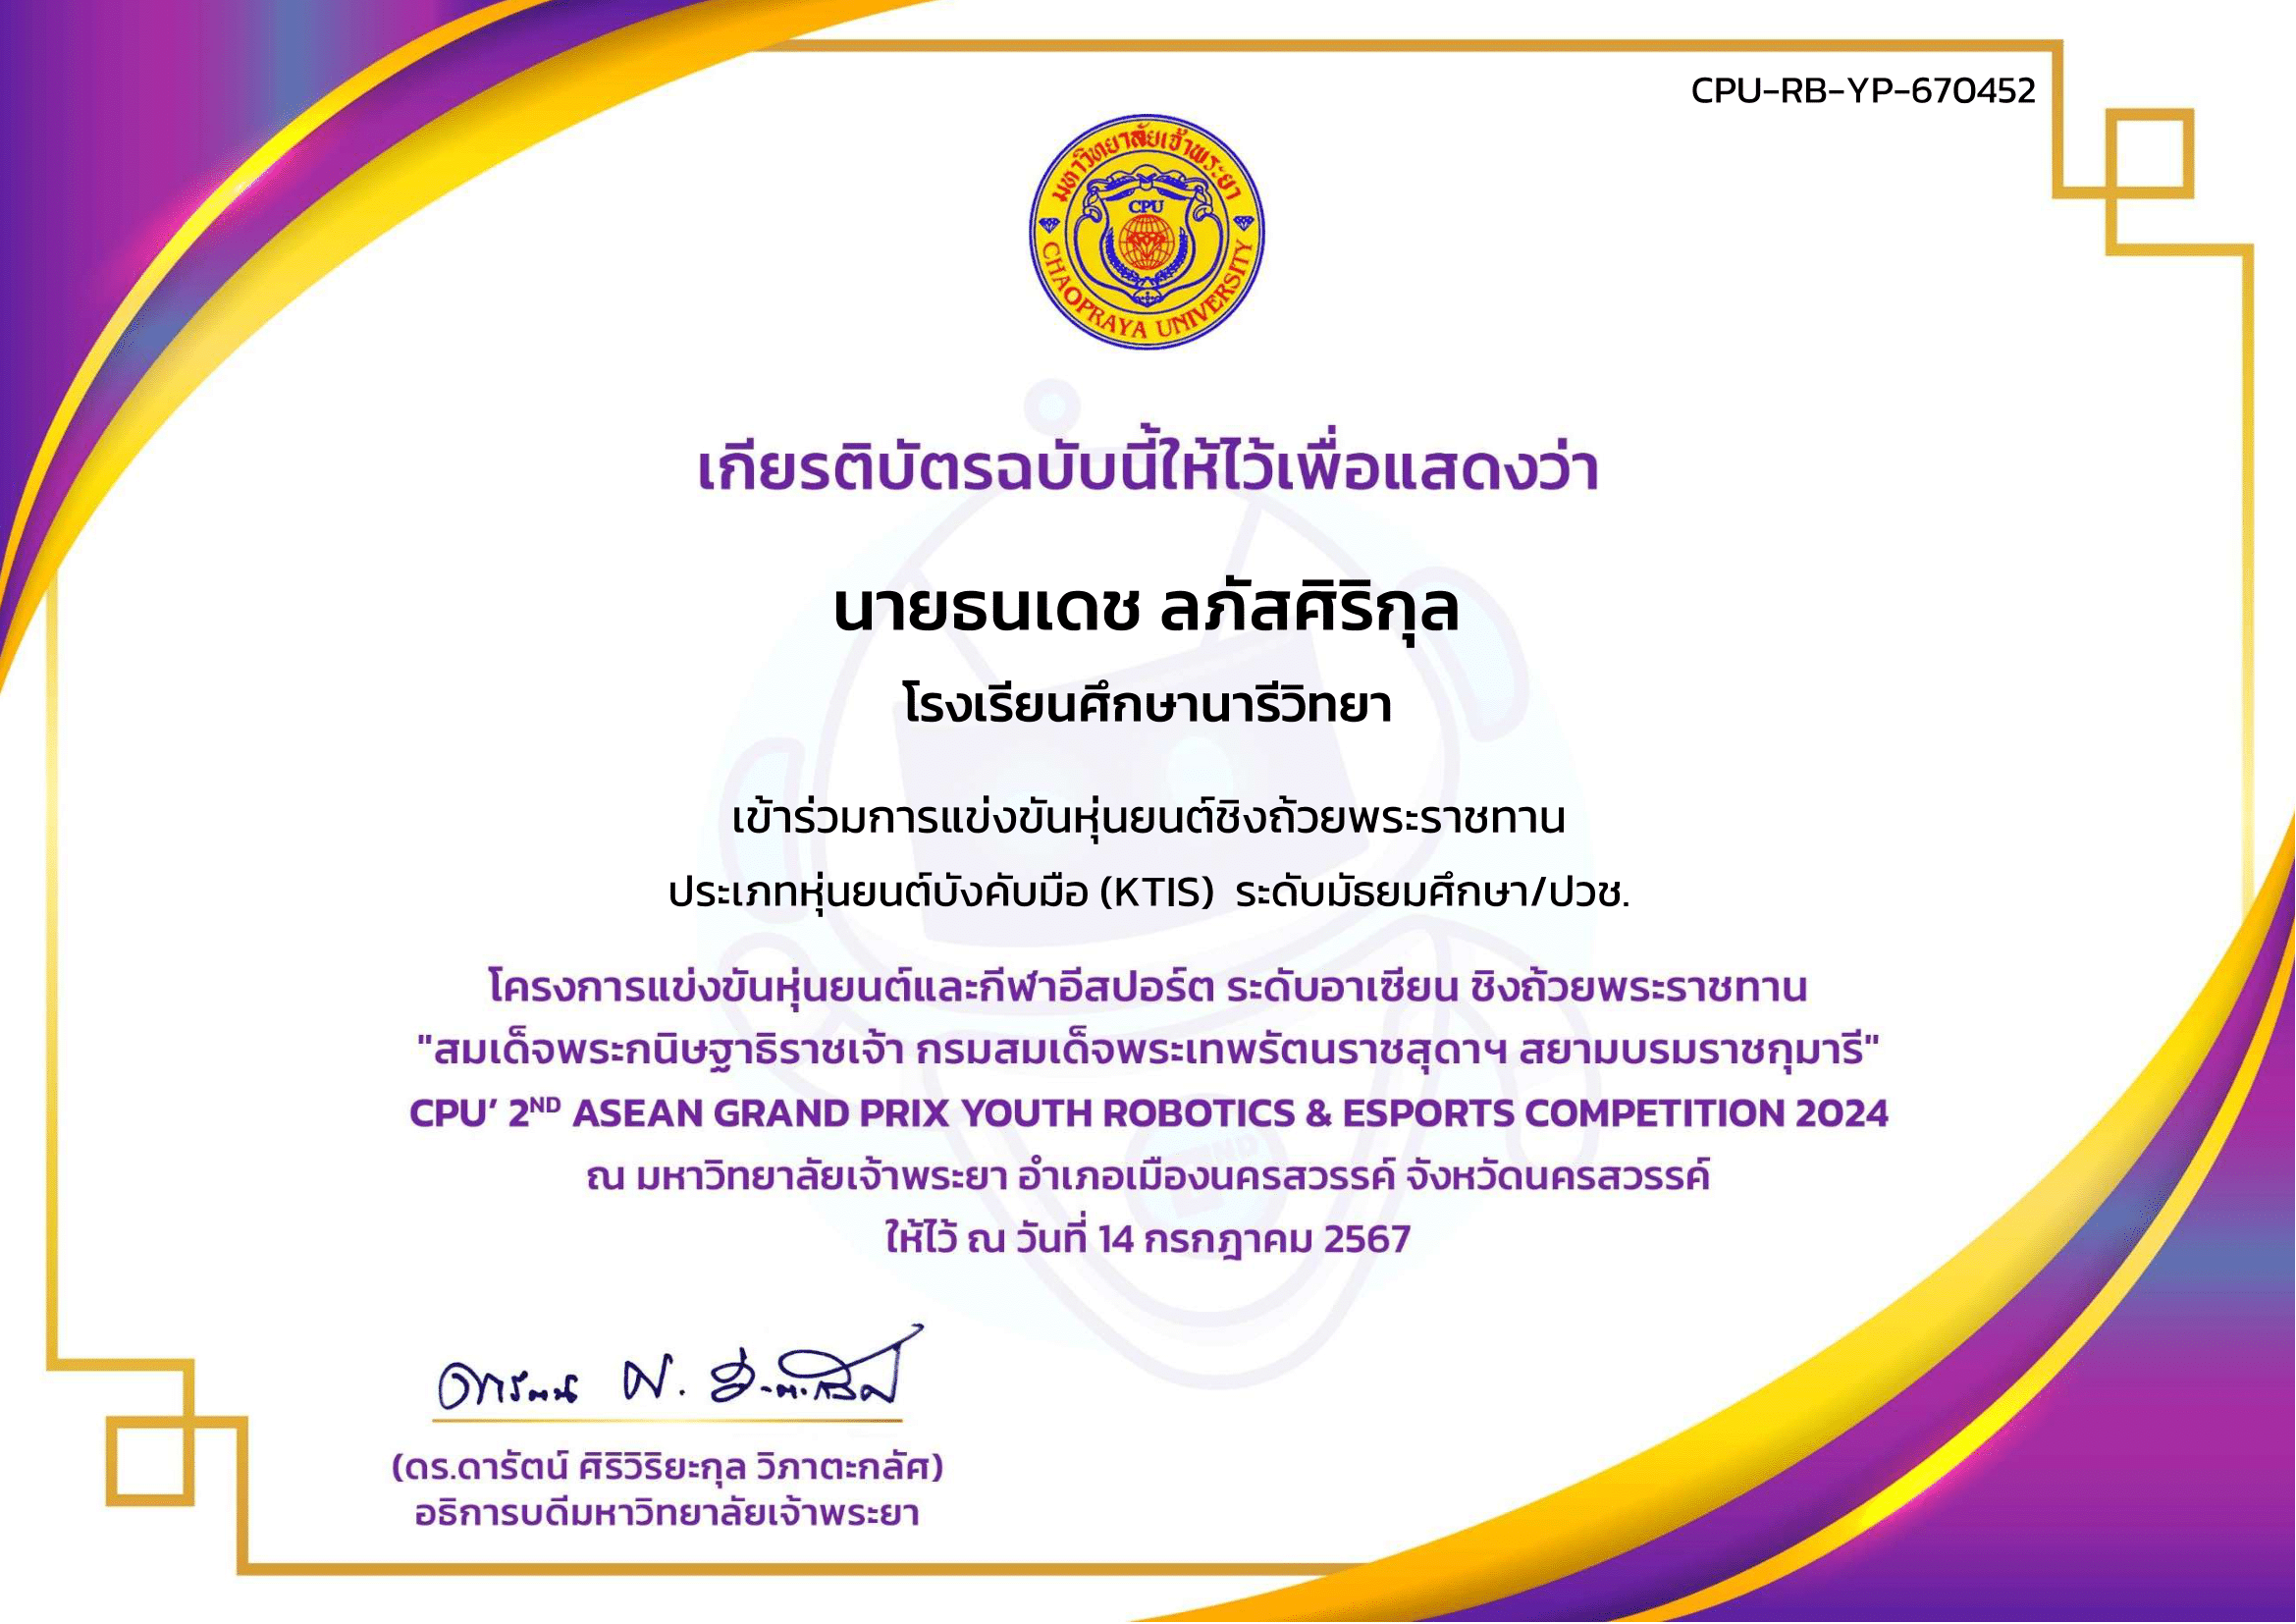 CPU-RB-YP-670452
มหาวิทยาลัยเจ้าพระยา
CPU
CHAOPRAYA UNIVERSITY
เกียรติบัตรฉบับนี้ให้ไว้เพื่อแสดงว่า
นายธนเดช ลภัสศิริกุล
โรงเรียนศึกษานารีวิทยา
เข้าร่วมการแข่งขันหุ่นยนต์ชิงถ้วยพระราชทาน
ประเภทหุ่นยนต์บังคับมือ (KTIS) ระดับมัธยมศึกษา/ปวช.
โครงการแข่งขันหุ่นยนต์และกีฬาอีสปอร์ต ระดับอาเซียน ชิงถ้วยพระราชทาน
"สมเด็จพระกนิษฐาธิราชเจ้า กรมสมเด็จพระเทพรัตนราชสุดาฯ สยามบรมราชกุมารี"
CPU’ 2ND ASEAN GRAND PRIX YOUTH ROBOTICS & ESPORTS COMPETITION 2024
ณ มหาวิทยาลัยเจ้าพระยา อำเภอเมืองนครสวรรค์ จังหวัดนครสวรรค์
ให้ไว้ ณ วันที่ 14 กรกฎาคม 2567
(ดร.ดารัตน์ ศิริวิริยะกุล วิภาตะกลัศ)
อธิการบดีมหาวิทยาลัยเจ้าพระยา